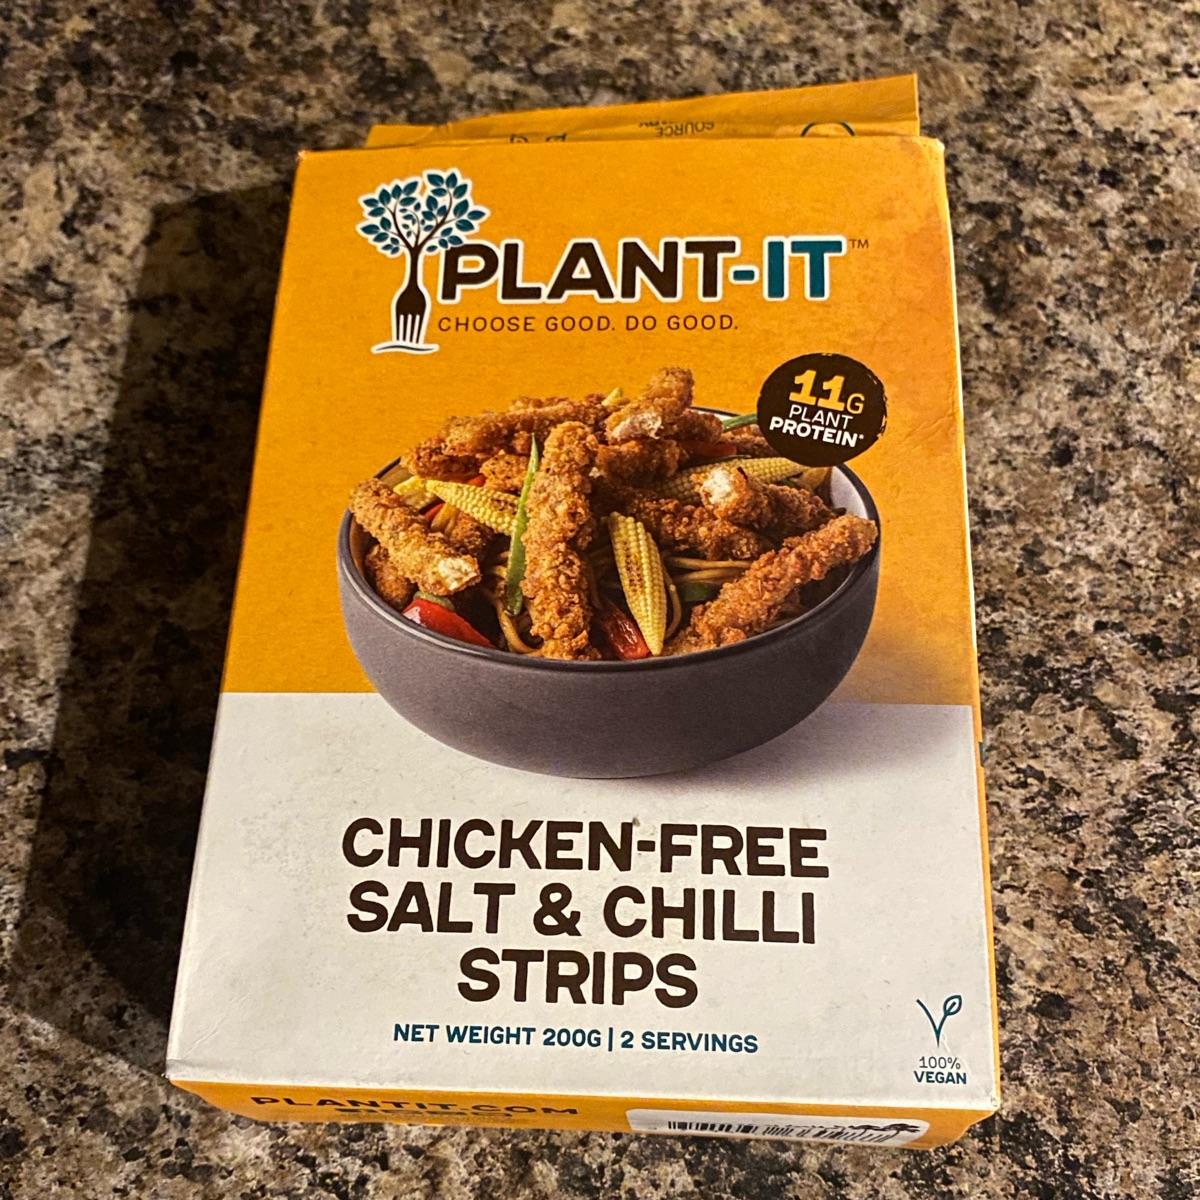 SOURCE
PLANT-IT™
CHOOSE GOOD. DO GOOD.
11G
PLANT
PROTEIN*
CHICKEN-FREE
SALT & CHILLI
STRIPS
NET WEIGHT 200G | 2 SERVINGS
100%
VEGAN
PLANTIT.COM